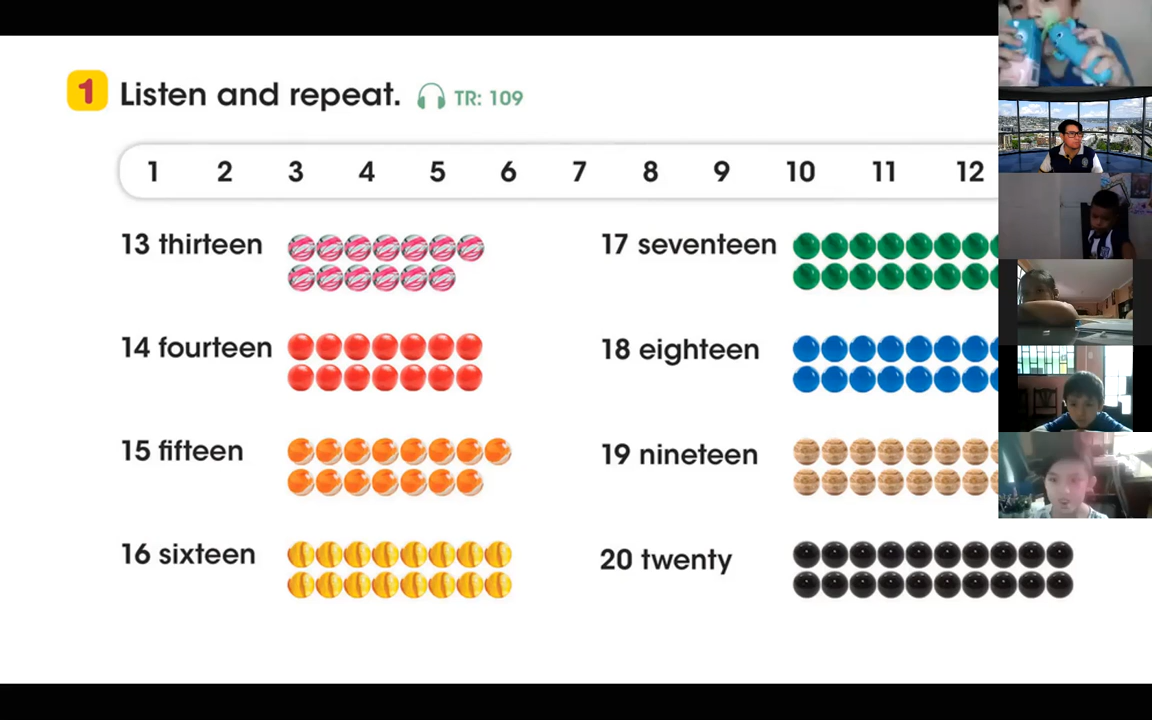 1 Listen and repeat. TR: 109
1 2 3 4 5 6 7 8 9 10 11 12
13 thirteen
14 fourteen
15 fifteen
16 sixteen
17 seventeen
18 eighteen
19 nineteen
20 twenty